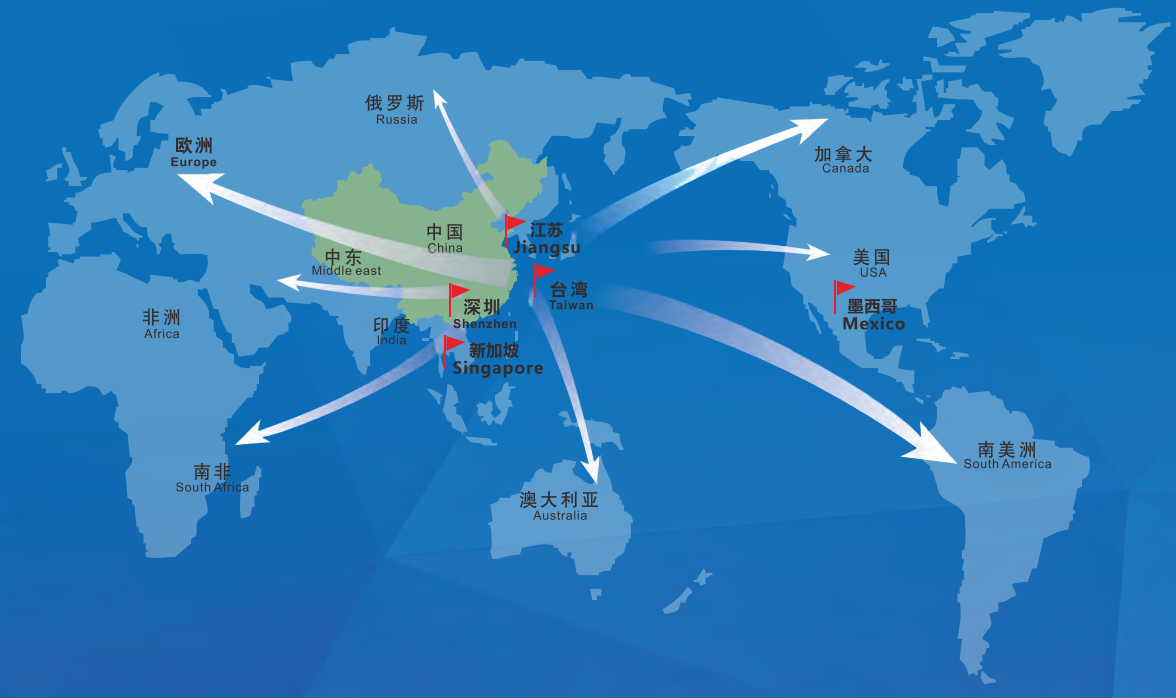 俄罗斯
Russia
欧洲
Europe
加拿大
Canada
江苏
Jiangsu
中国
China
中东
Middle east
美国
USA
台湾
Taiwan
深圳
Shenzhen
墨西哥
Mexico
非洲
Africa
印度
India
新加坡
Singapore
南美洲
South America
南非
South Africa
澳大利亚
Australia